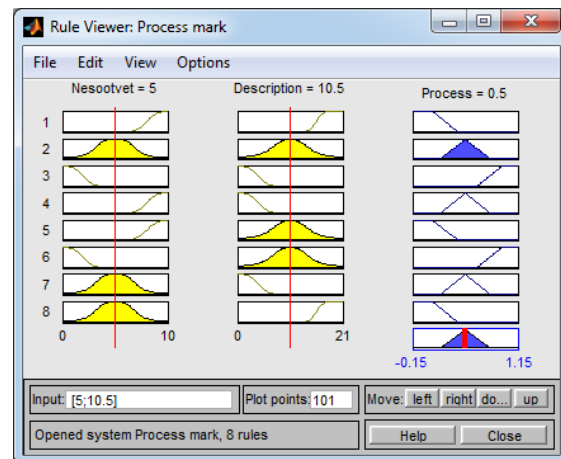 Rule Viewer: Process mark
File Edit View Options
Nesootvet = 5 Description = 10.5 Process = 0.5
1
2
3
4
5
6
7
8
0 10 0 21
-0.15 1.15
Input: [5;10.5] Plot points: 101 Move: left right do... up
Opened system Process mark, 8 rules Help Close